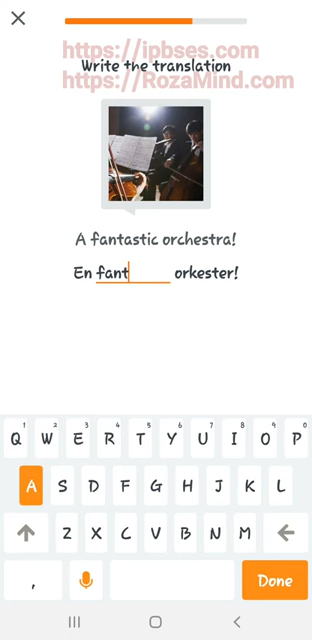 https://ipbses.com
Write the translation
https://RozaMind.com
A fantastic orchestra!
En fant orkester!
1 2 3 4 5 6 7 8 9 0
Q W E R T Y U I O P
A S D F G H J K L
Z X C V B N M
, Done